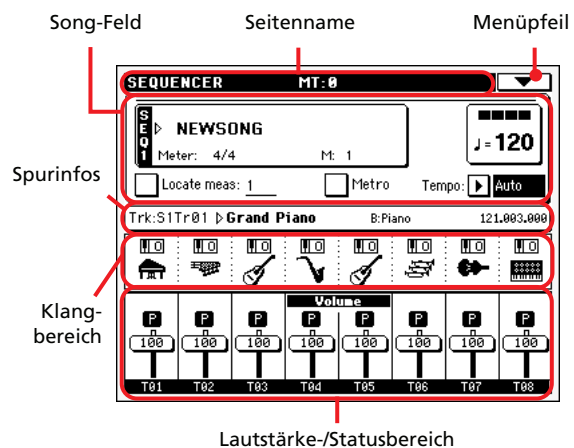 Song-Feld Seitenname Menüpfeil
SEQUENCER MT:0
SEQ1
NEWSONG
Meter: 4/4 M: 1
♩=120
Locate meas: 1 Metro Tempo: Auto
Spurinfos
Trk:S1Tr01 Grand Piano B:Piano 121.003.000
O O O O O O O O
Klang-
bereich
Volume
P P P P P P P P
100 100 100 100 100 100 100 100
T01 T02 T03 T04 T05 T06 T07 T08
Lautstärke-/Statusbereich